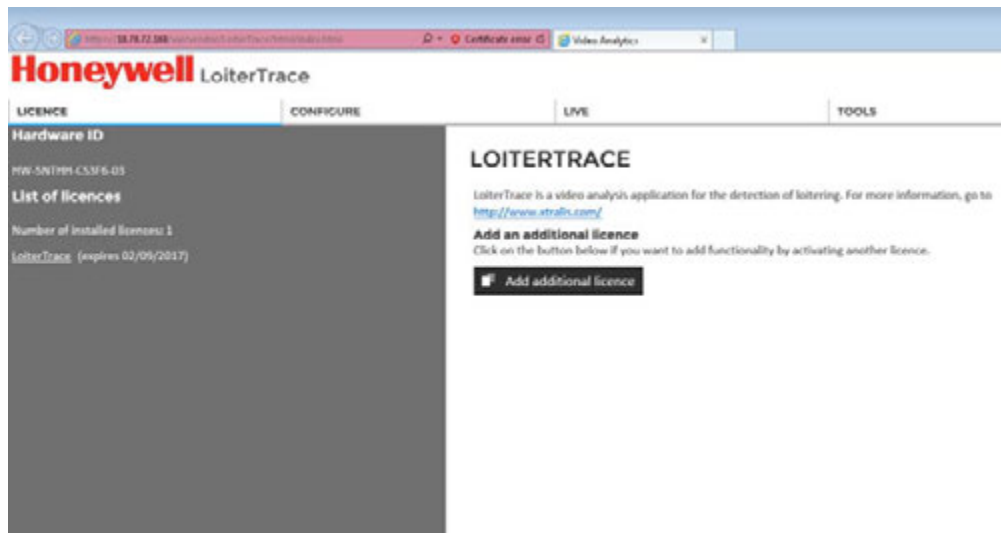 Certificate error
Video Analytics
Honeywell LoiterTrace
LICENCE
CONFIGURE
LIVE
TOOLS
Hardware ID
List of licences
Number of installed licences: 1
LoiterTrace (expires 02/09/2017)
LOITERTRACE
LoiterTrace is a video analysis application for the detection of loitering. For more information, go to
http://www.xtralis.com/
Add an additional licence
Click on the button below if you want to add functionality by activating another licence.
Add additional licence